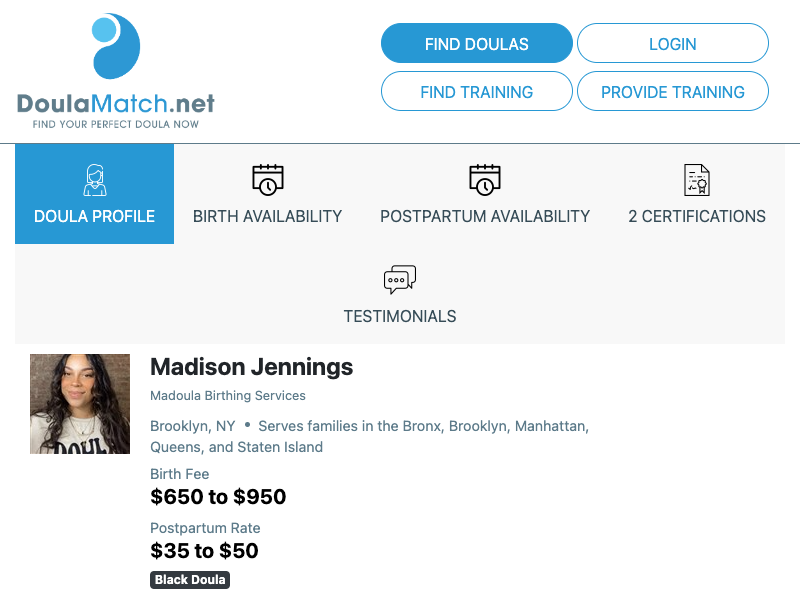 FIND DOULAS
LOGIN
FIND TRAINING
PROVIDE TRAINING
DoulaMatch.net
FIND YOUR PERFECT DOULA NOW
DOULA PROFILE
BIRTH AVAILABILITY
POSTPARTUM AVAILABILITY
2 CERTIFICATIONS
TESTIMONIALS
Madison Jennings
Madoula Birthing Services
Brooklyn, NY • Serves families in the Bronx, Brooklyn, Manhattan,
Queens, and Staten Island
Birth Fee
$650 to $950
Postpartum Rate
$35 to $50
Black Doula